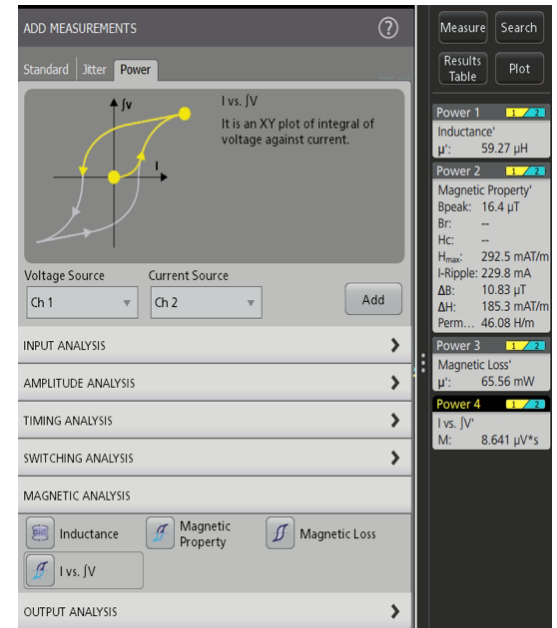 ADD MEASUREMENTS
?
Standard Jitter Power
∫v
I
I vs. ∫V
It is an XY plot of integral of
voltage against current.
Voltage Source Current Source
Ch 1 Ch 2 Add
INPUT ANALYSIS
AMPLITUDE ANALYSIS
TIMING ANALYSIS
SWITCHING ANALYSIS
MAGNETIC ANALYSIS
Inductance
Magnetic
Property
Magnetic Loss
I vs. ∫V
OUTPUT ANALYSIS
Measure Search
Results
Table
Plot
Power 1 1 2
Inductance'
µ': 59.27 µH
Power 2 1 2
Magnetic Property'
Bpeak: 16.4 µT
Br: --
Hc: --
Hmax: 292.5 mAT/m
I-Ripple: 229.8 mA
ΔB: 10.83 µT
ΔH: 185.3 mAT/m
Perm... 46.08 H/m
Power 3 1 2
Magnetic Loss'
µ': 65.56 mW
Power 4 1 2
I vs. ∫V'
M: 8.641 µV*s